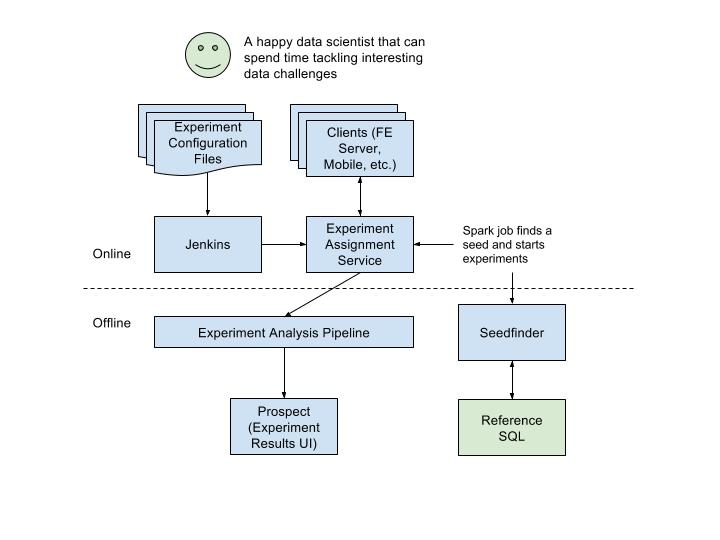 A happy data scientist that can
spend time tackling interesting
data challenges
Experiment
Configuration
Files
Clients (FE
Server,
Mobile, etc.)
Jenkins
Experiment
Assignment
Service
Spark job finds a
seed and starts
experiments
Online
Offline
Experiment Analysis Pipeline
Seedfinder
Prospect
(Experiment
Results UI)
Reference
SQL